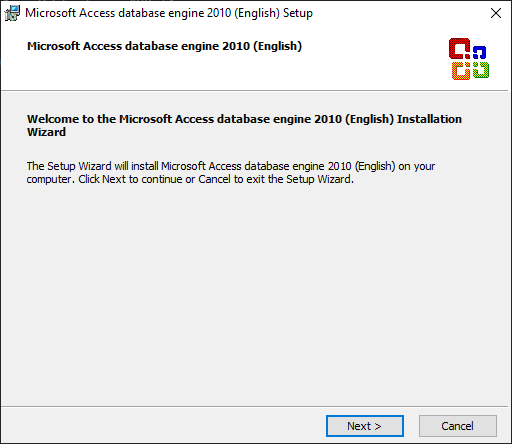 Microsoft Access database engine 2010 (English) Setup
Microsoft Access database engine 2010 (English)
Welcome to the Microsoft Access database engine 2010 (English) Installation
Wizard
The Setup Wizard will install Microsoft Access database engine 2010 (English) on your
computer. Click Next to continue or Cancel to exit the Setup Wizard.
Next >
Cancel